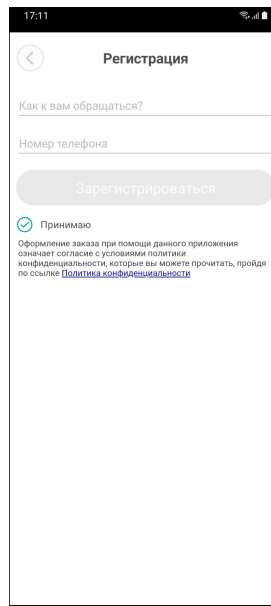 17:11
Регистрация
Как к вам обращаться?
Номер телефона
Зарегистрироваться
Принимаю
Оформление заказа при помощи данного приложения
означает согласие с условиями политики
конфиденциальности, которые вы можете прочитать, пройдя
по ссылке Политика конфиденциальности